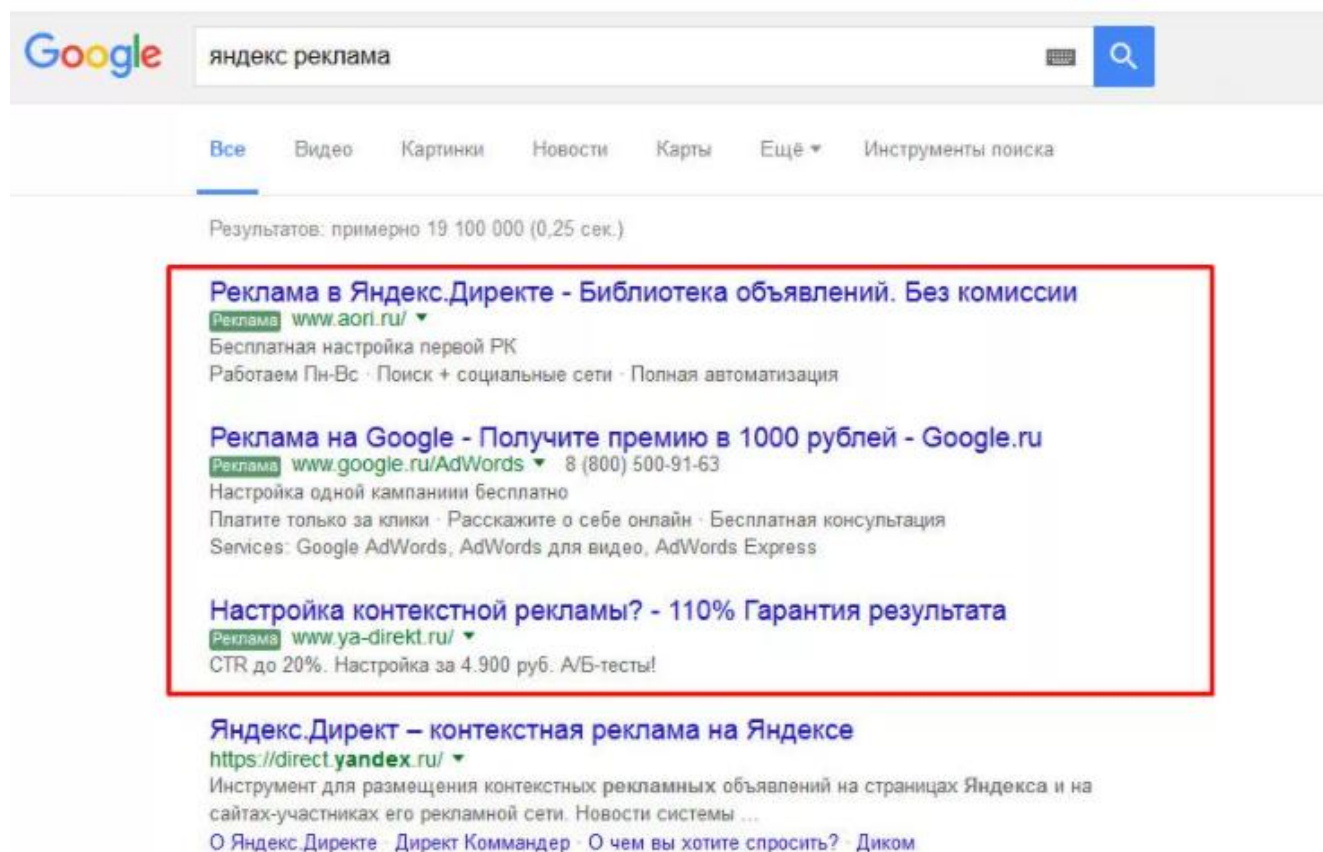 Google яндекс реклама
Все Видео Картинки Новости Карты Ещё Инструменты поиска
Результатов: примерно 19 100 000 (0,25 сек.)
Реклама в Яндекс.Директе - Библиотека объявлений. Без комиссии
Реклама www.aori.ru/
Бесплатная настройка первой РК
Работаем Пн-Вс · Поиск + социальные сети · Полная автоматизация
Реклама на Google - Получите премию в 1000 рублей - Google.ru
Реклама www.google.ru/AdWords 8 (800) 500-91-63
Настройка одной кампаниии бесплатно
Платите только за клики · Расскажите о себе онлайн · Бесплатная консультация
Services: Google AdWords, AdWords для видео, AdWords Express
Настройка контекстной рекламы? - 110% Гарантия результата
Реклама www.ya-direkt.ru/
CTR до 20%. Настройка за 4.900 руб. А/Б-тесты!
Яндекс.Директ – контекстная реклама на Яндексе
https://direct.yandex.ru/
Инструмент для размещения контекстных рекламных объявлений на страницах Яндекса и на
сайтах-участниках его рекламной сети. Новости системы ...
О Яндекс.Директе · Директ Коммандер · О чем вы хотите спросить? · Диком